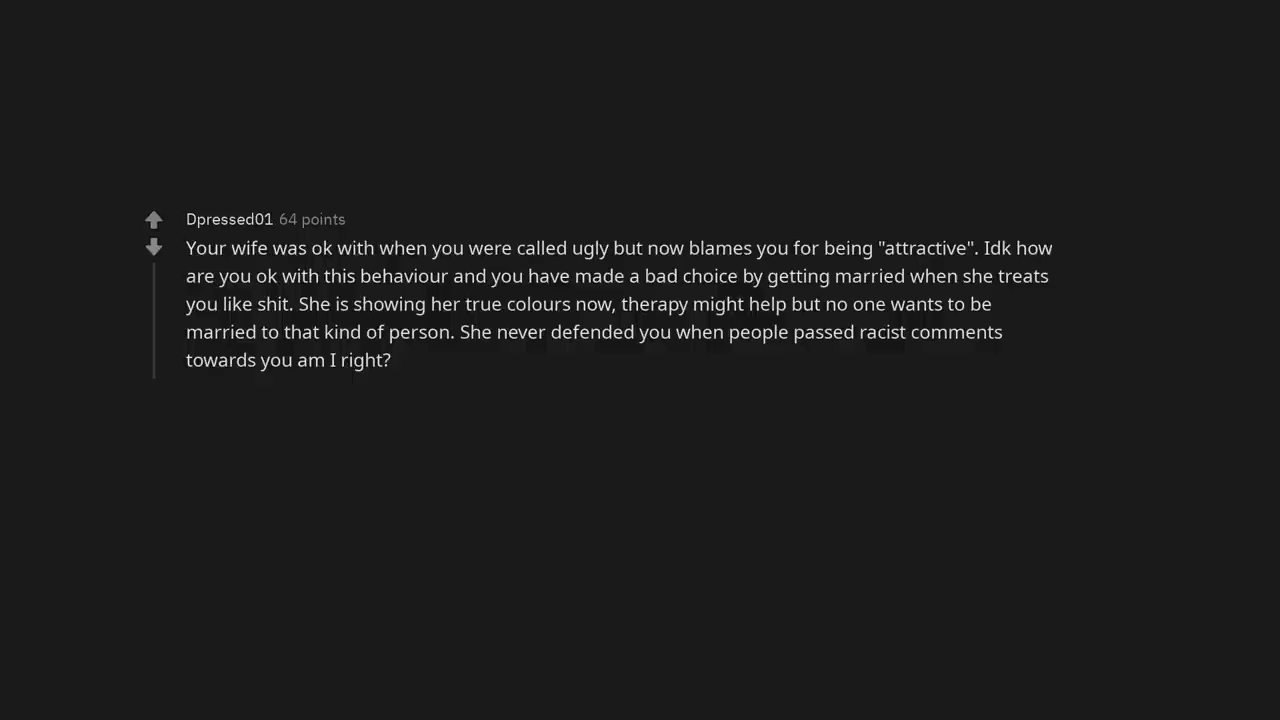 Dpressed01 64 points
Your wife was ok with when you were called ugly but now blames you for being "attractive". Idk how
are you ok with this behaviour and you have made a bad choice by getting married when she treats
you like shit. She is showing her true colours now, therapy might help but no one wants to be
married to that kind of person. She never defended you when people passed racist comments
towards you am I right?